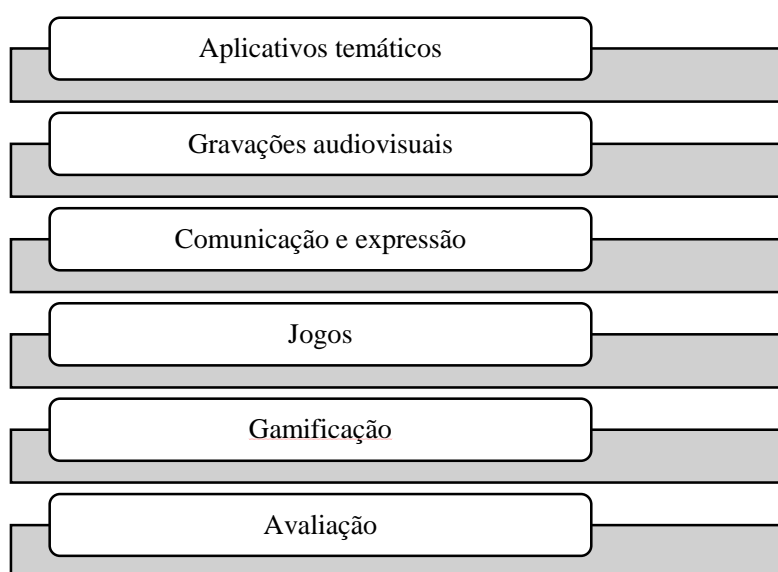 Aplicativos temáticos
Gravações audiovisuais
Comunicação e expressão
Jogos
Gamificação
Avaliação